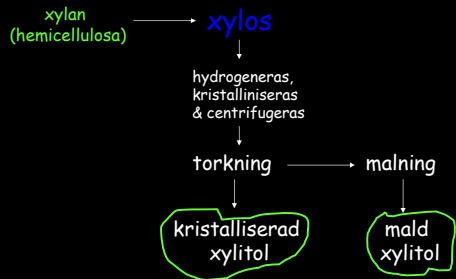 xylan
(hemicellulosa)
xylos
hydrogeneras,
kristalliniseras
& centrifugeras
torkning
malning
kristalliserad
xylitol
mald
xylitol